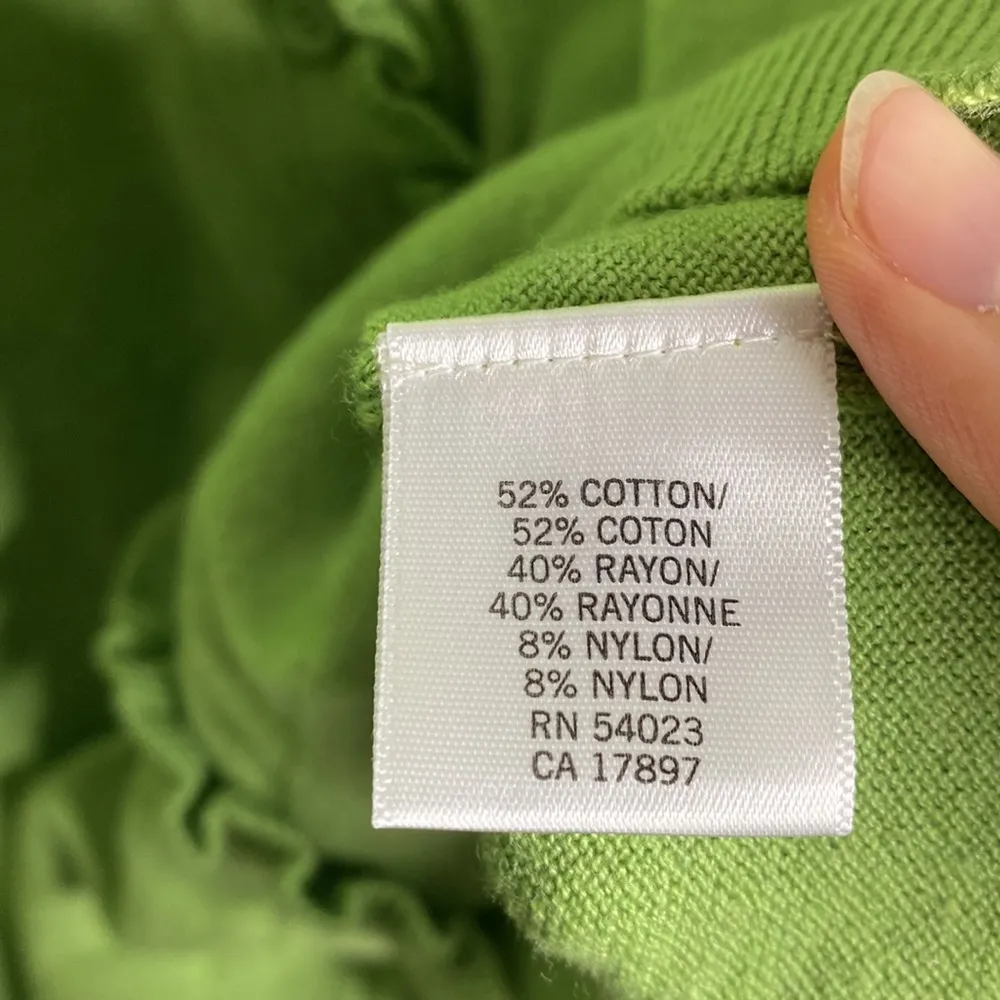 52% COTTON/
52% COTON
40% RAYON/
40% RAYONNE
8% NYLON/
8% NYLON
RN 54023
CA 17897